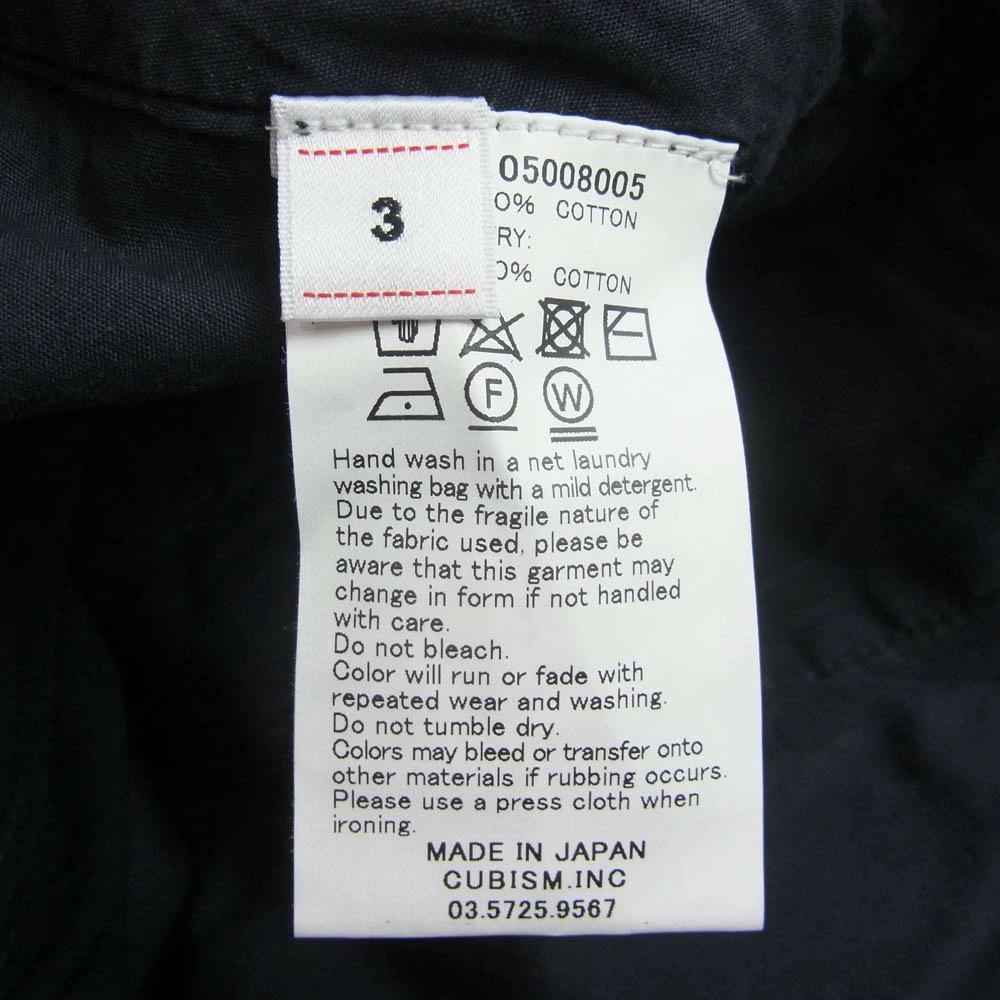 3
05008005
0% COTTON
RY:
0% COTTON
F W
Hand wash in a net laundry
washing bag with a mild detergent.
Due to the fragile nature of
the fabric used, please be
aware that this garment may
change in form if not handled
with care.
Do not bleach.
Color will run or fade with
repeated wear and washing.
Do not tumble dry.
Colors may bleed or transfer onto
other materials if rubbing occurs.
Please use a press cloth when
ironing.
MADE IN JAPAN
CUBISM.INC
03.5725.9567